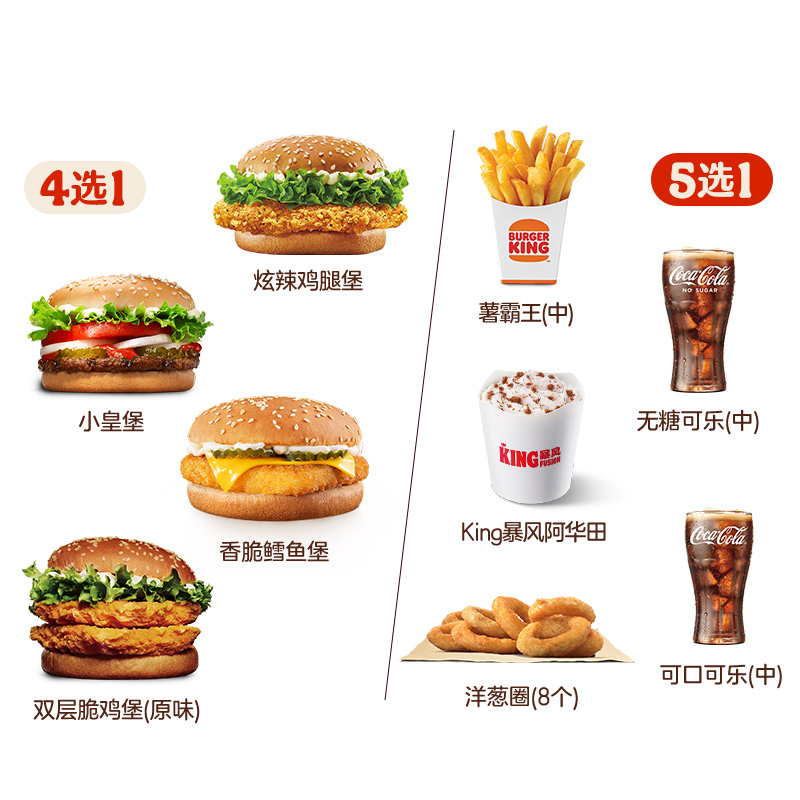 4选1
炫辣鸡腿堡
小皇堡
香脆鳕鱼堡
双层脆鸡堡(原味)
5选1
BURGER
KING
薯霸王(中)
Coca-Cola
NO SUGAR
无糖可乐(中)
KING暴风
FUSION
King暴风阿华田
洋葱圈(8个)
Coca-Cola
可口可乐(中)